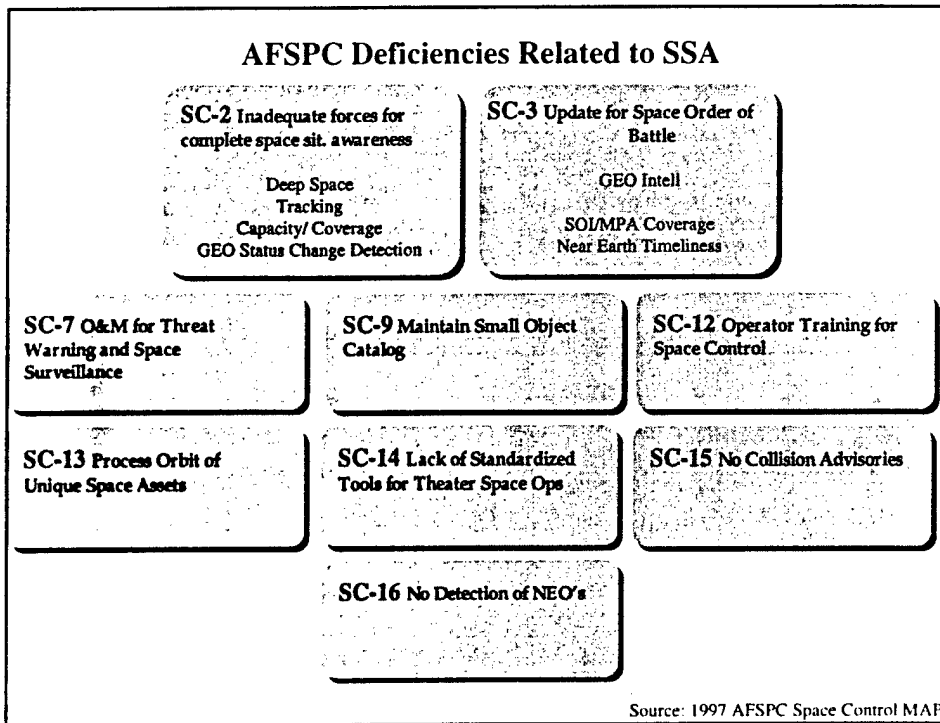 AFSPC Deficiencies Related to SSA
SC-2 Inadequate forces for
complete space sit. awareness
Deep Space
Tracking
Capacity/ Coverage
GEO Status Change Detection
SC-3 Update for Space Order of
Battle
GEO Intell
SOI/MPA Coverage
Near Earth Timeliness
SC-7 O&M for Threat
Warning and Space
Surveillance
SC-9 Maintain Small Object
Catalog
SC-12 Operator Training for
Space Control
SC-13 Process Orbit of
Unique Space Assets
SC-14 Lack of Standardized
Tools for Theater Space Ops
SC-15 No Collision Advisories
SC-16 No Detection of NEO's
Source: 1997 AFSPC Space Control MAP